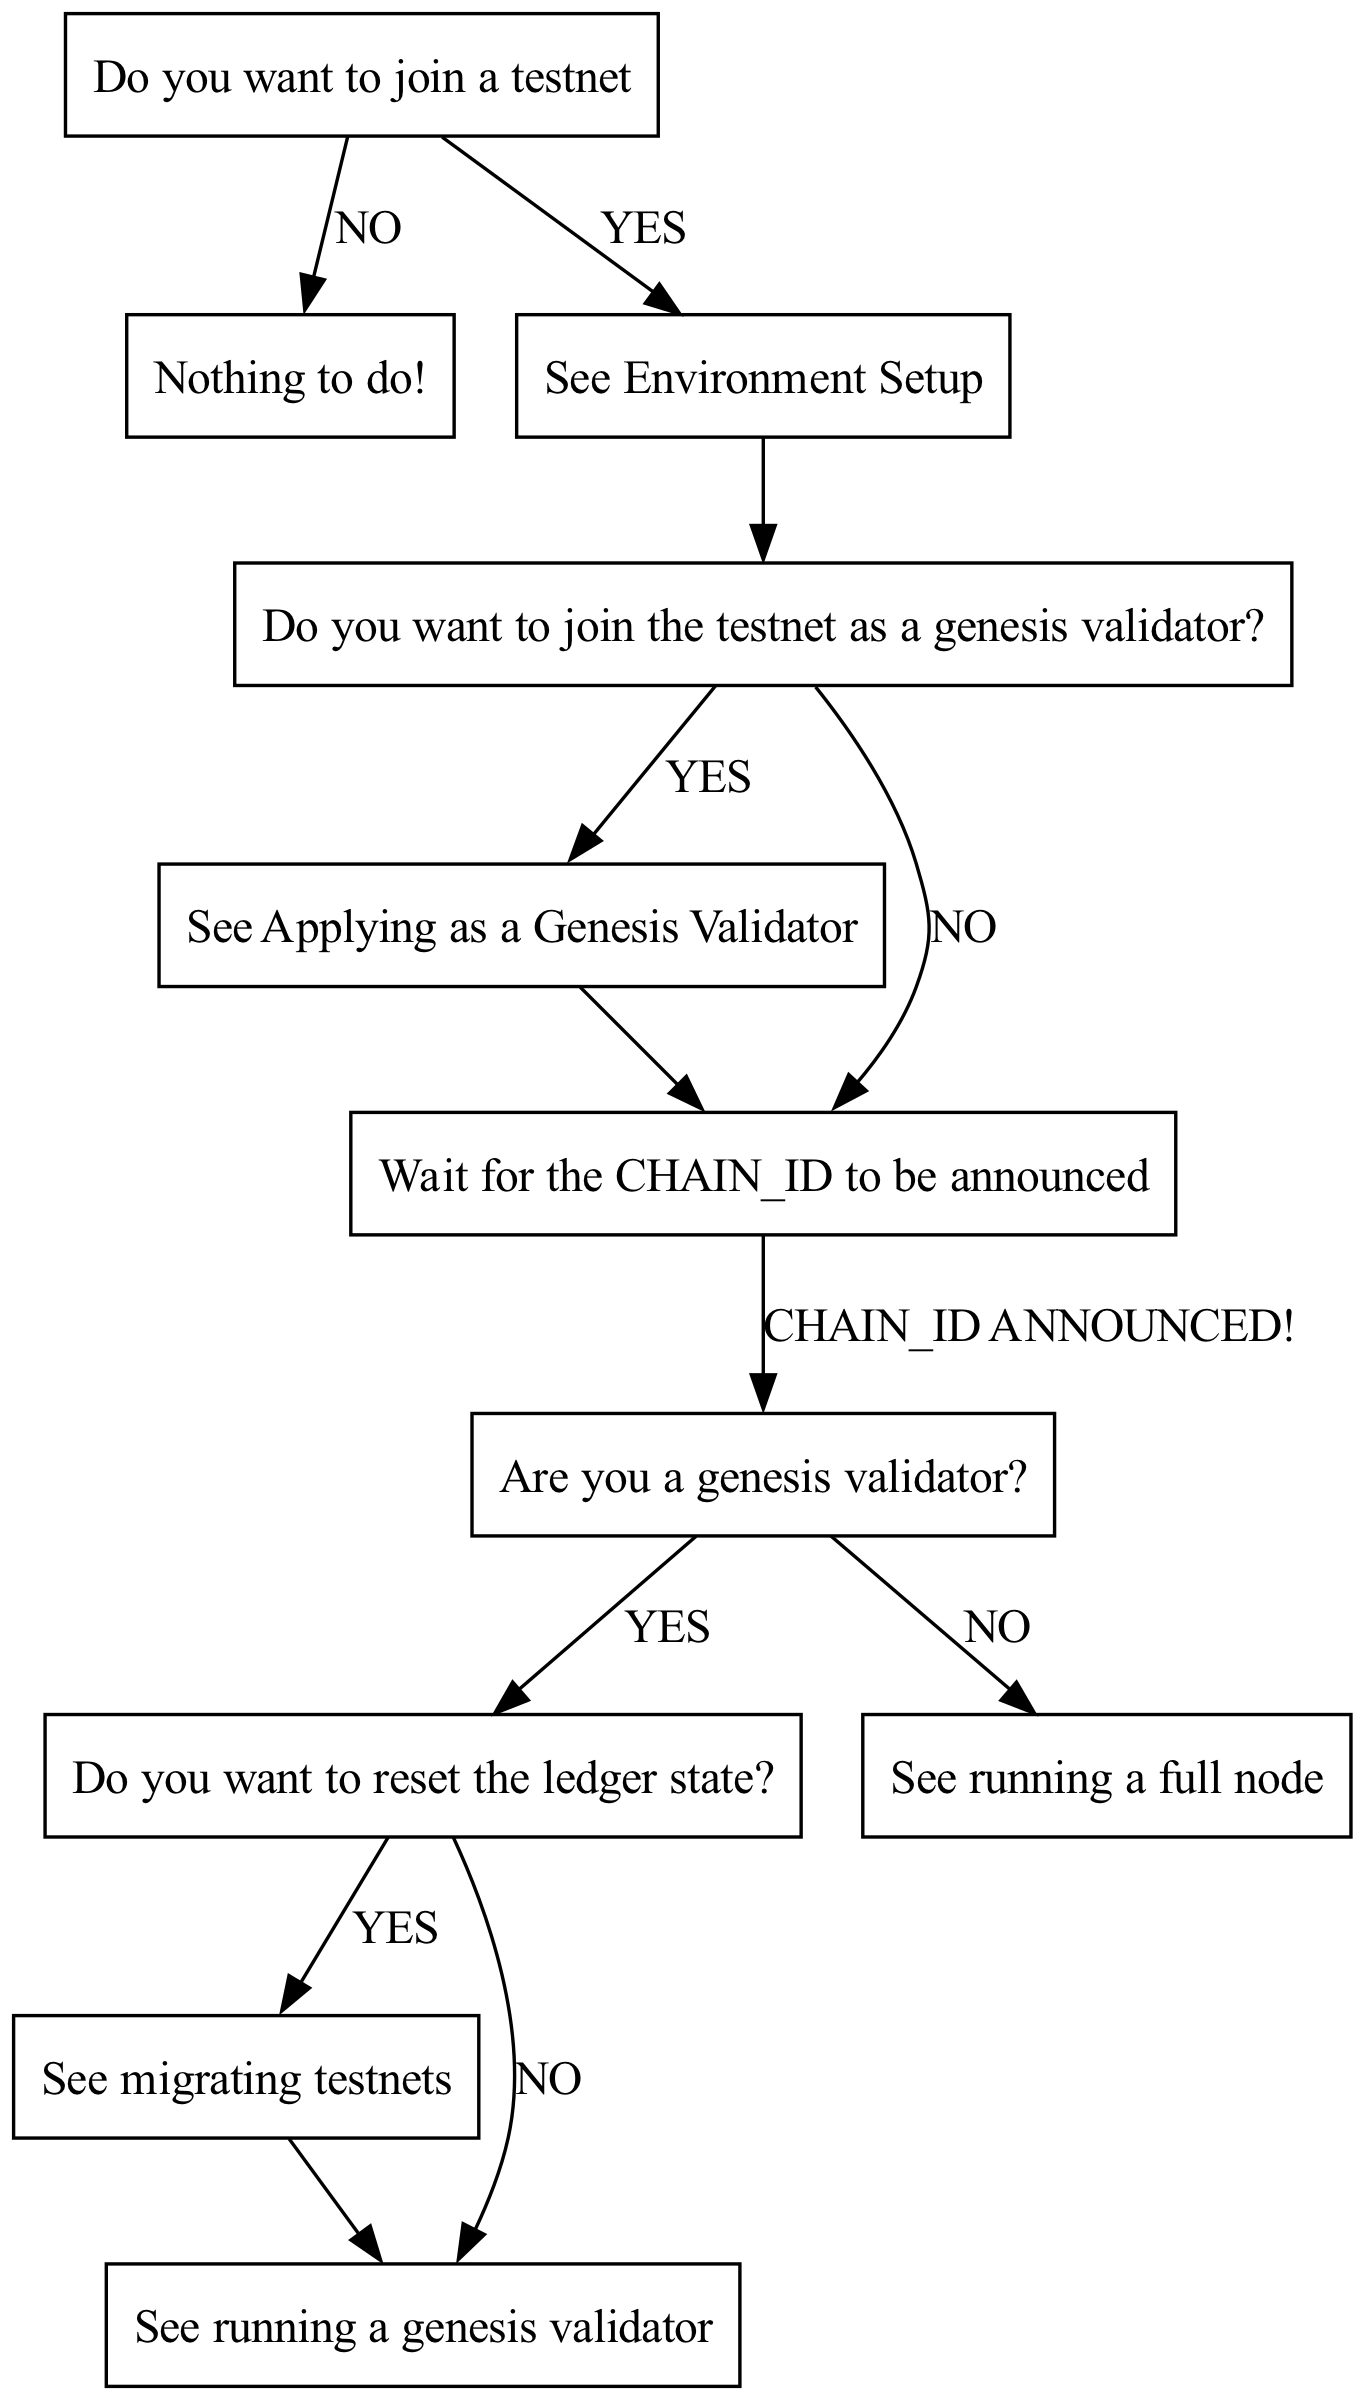 Do you want to join a testnet
NO
YES
Nothing to do!
See Environment Setup
Do you want to join the testnet as a genesis validator?
YES
See Applying as a Genesis Validator
NO
Wait for the CHAIN_ID to be announced
CHAIN_ID ANNOUNCED!
Are you a genesis validator?
YES
NO
Do you want to reset the ledger state?
See running a full node
YES
See migrating testnets
NO
See running a genesis validator